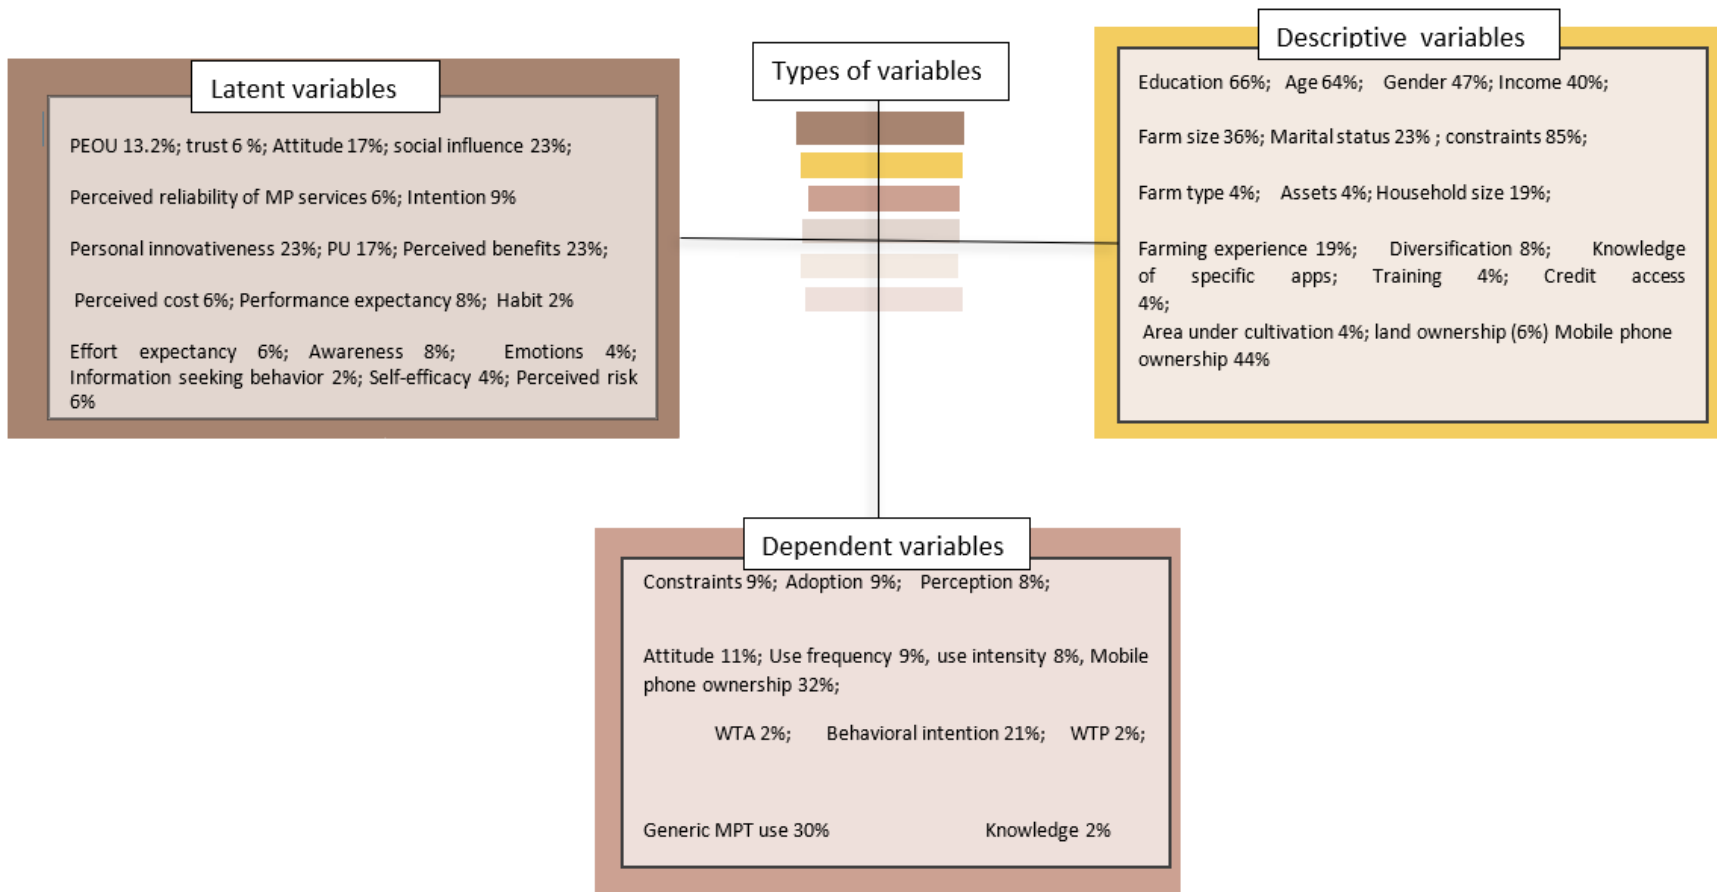 Types of variables
Latent variables
PEOU 13.2%; trust 6 %; Attitude 17%; social influence 23%;
Perceived reliability of MP services 6%; Intention 9%
Personal innovativeness 23%; PU 17%; Perceived benefits 23%;
Perceived cost 6%; Performance expectancy 8%; Habit 2%
Effort expectancy 6%; Awareness 8%; Emotions 4%;
Information seeking behavior 2%; Self-efficacy 4%; Perceived risk
6%
Descriptive variables
Education 66%; Age 64%; Gender 47%; Income 40%;
Farm size 36%; Marital status 23% ; constraints 85%;
Farm type 4%; Assets 4%; Household size 19%;
Farming experience 19%; Diversification 8%; Knowledge
of specific apps; Training 4%; Credit access
4%;
Area under cultivation 4%; land ownership (6%) Mobile phone
ownership 44%
Dependent variables
Constraints 9%; Adoption 9%; Perception 8%;
Attitude 11%; Use frequency 9%, use intensity 8%, Mobile
phone ownership 32%;
WTA 2%; Behavioral intention 21%; WTP 2%;
Generic MPT use 30% Knowledge 2%